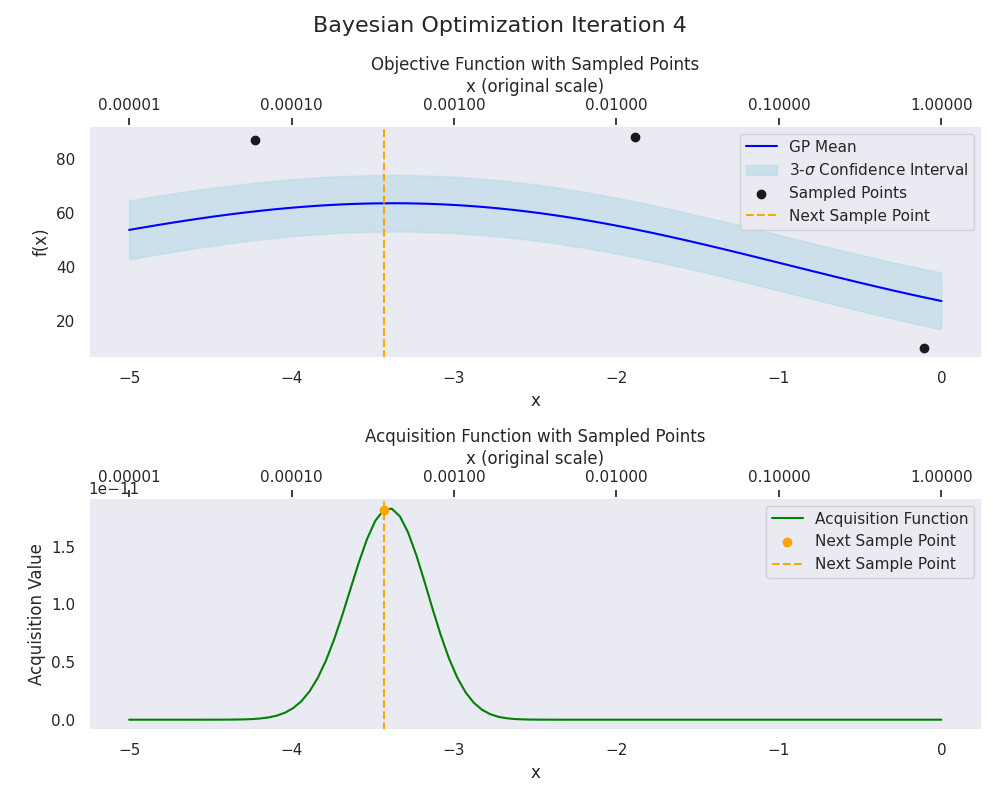 Bayesian Optimization Iteration 4
Objective Function with Sampled Points
x (original scale)
0.00001 0.00010 0.00100 0.01000 0.10000 1.00000
f(x)
80
60
40
20
GP Mean
3-σ Confidence Interval
Sampled Points
Next Sample Point
−5 −4 −3 −2 −1 0
x
Acquisition Function with Sampled Points
x (original scale)
0.00001 0.00010 0.00100 0.01000 0.10000 1.00000
1e−11
Acquisition Value
1.5
1.0
0.5
0.0
Acquisition Function
Next Sample Point
Next Sample Point
−5 −4 −3 −2 −1 0
x